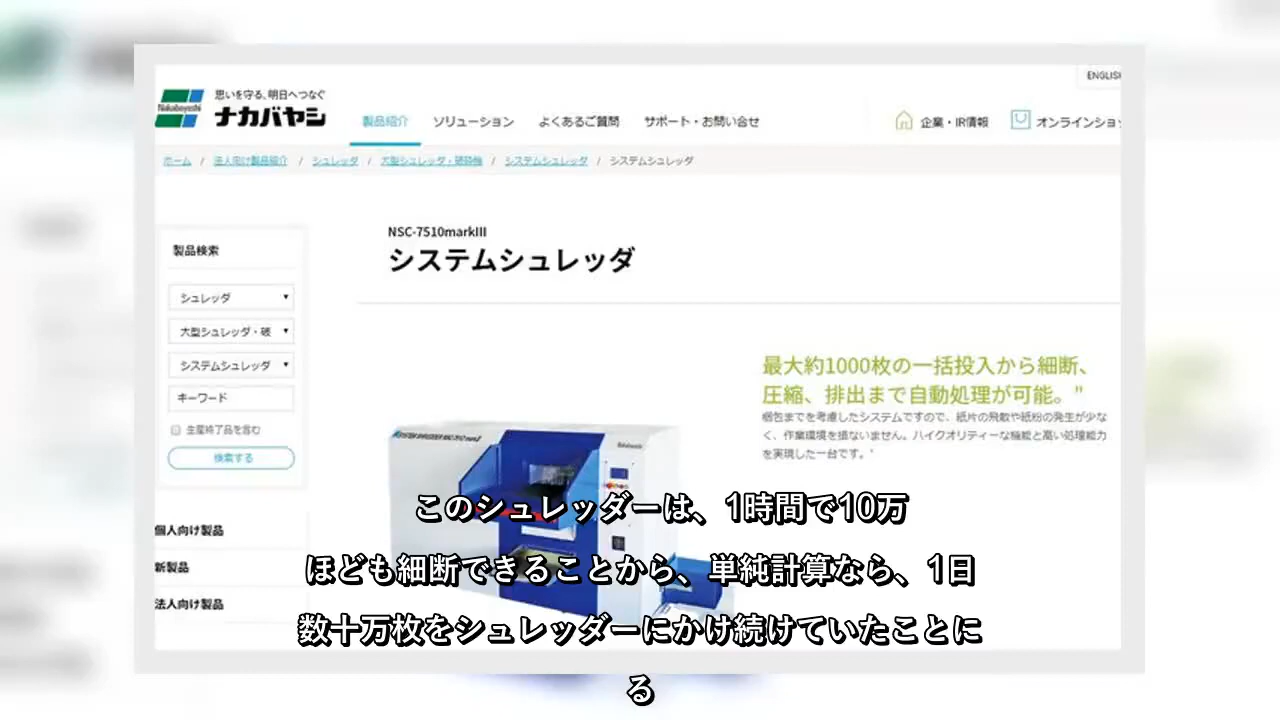 ENGLISH
思いを守る、明日へつなぐ
Nakabayashi
ナカバヤシ
製品紹介 ソリューション よくあるご質問 サポート・お問い合せ 企業・IR情報 オンラインショッ
ホーム / 法人向け製品紹介 / シュレッダ / 大型シュレッダ・破砕機 / システムシュレッダ / システムシュレッダ
NSC-7510markIII
システムシュレッダ
製品検索
シュレッダ
大型シュレッダ・破
システムシュレッダ
キーワード
生産終了品を含む
検索する
個人向け製品
新製品
法人向け製品
最大約1000枚の一括投入から細断、
圧縮、排出まで自動処理が可能。"
梱包までを考慮したシステムですので、紙片の飛散や紙粉の発生が少な
く、作業環境を損ないません。ハイクオリティーな機能と高い処理能力
を実現した一台です。"
Nakabayashi
このシュレッダーは、1時間で10万
ほども細断できることから、単純計算なら、1日
数十万枚をシュレッダーにかけ続けていたことに
る